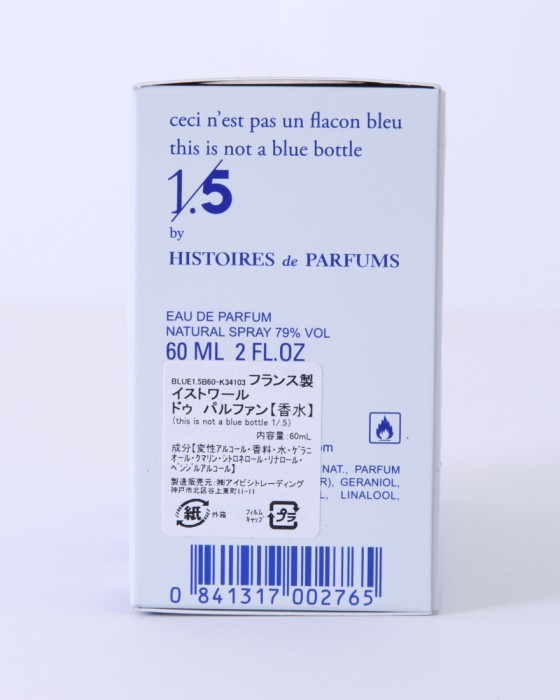 ceci n'est pas un flacon bleu
this is not a blue bottle
1/.5
by
HISTOIRES de PARFUMS
EAU DE PARFUM
NATURAL SPRAY 79% VOL
60 ML 2 FL.OZ
BLUE1.5B60-K34103 フランス製
イストワール
ドゥ パルファン【香水】
(this is not a blue bottle 1/.5)
内容量:60mL
成分【変性アルコール・香料・水・ゲラニ
オール・クマリン・シトロネロール・リナロール・
ベンジルアルコール】
製造販売元:㈱アイビシトレーディング
神戸市北区谷上東町11-11
紙 外箱 フィルム
キャップ プラ
om
NAT., PARFUM
R), GERANIOL,
L, LINALOOL,
0 841317 002765